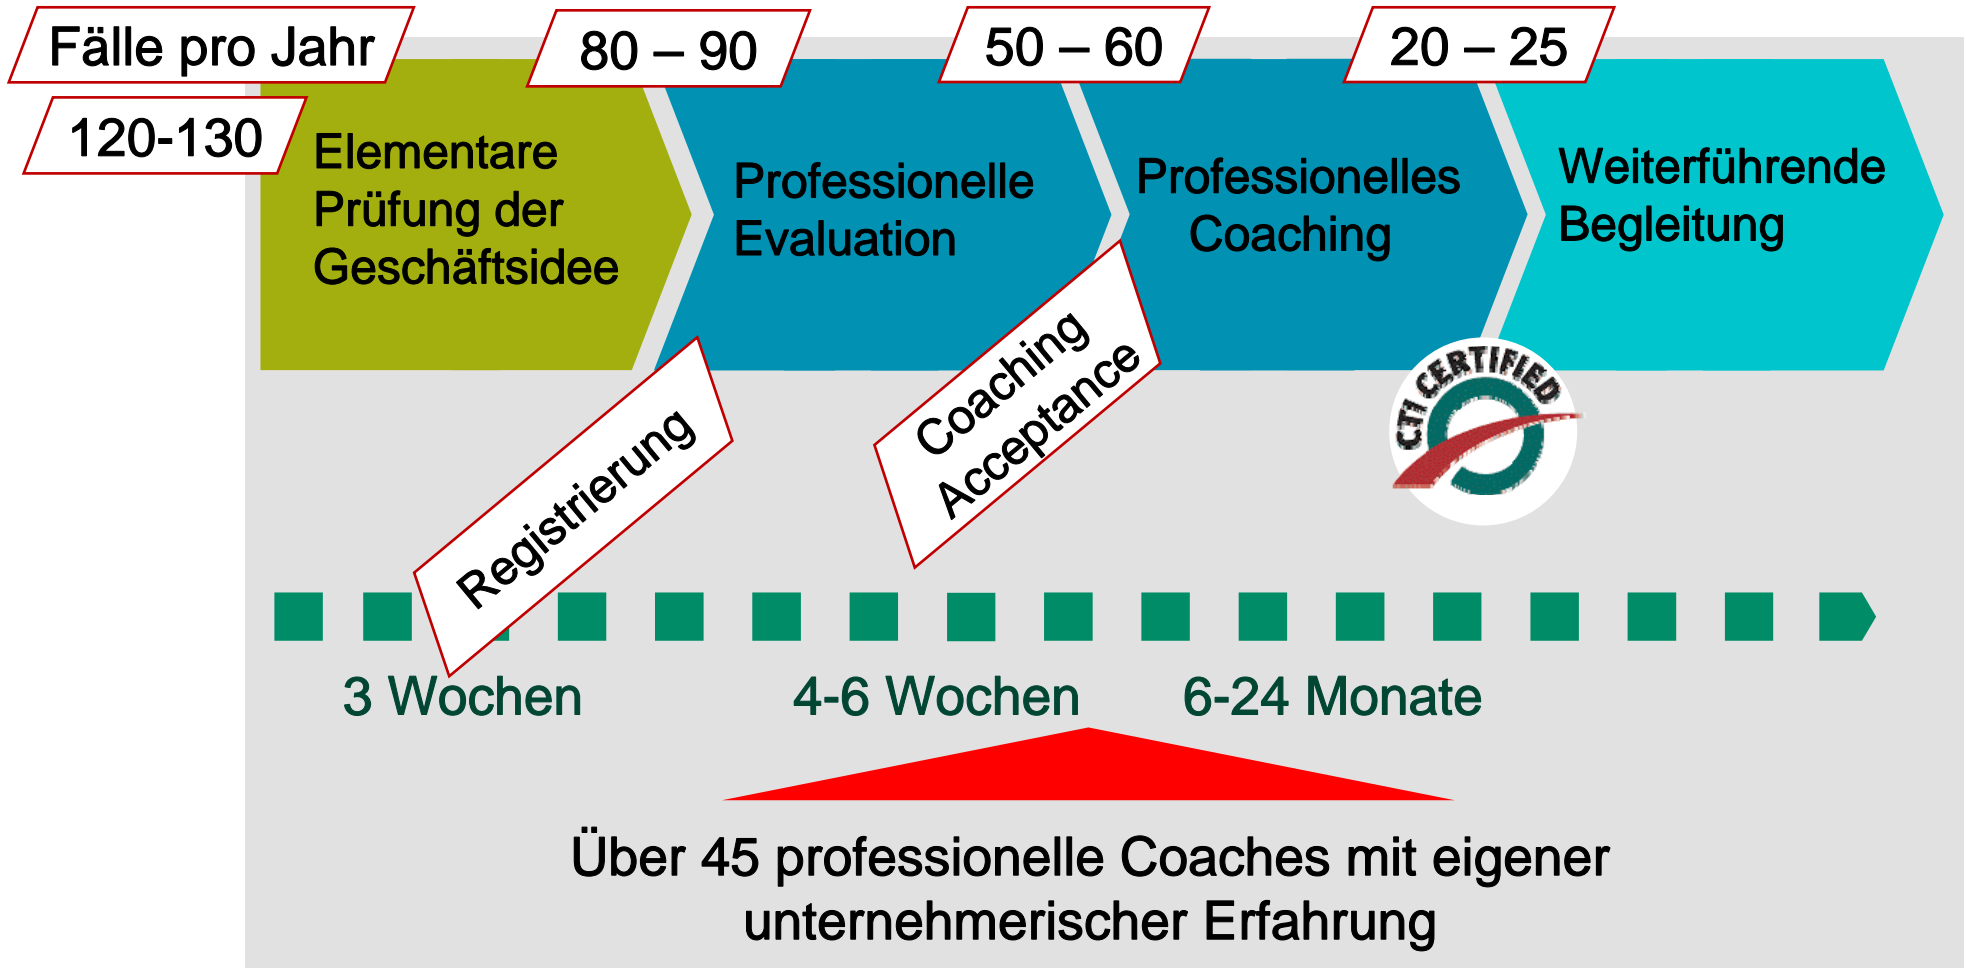 Fälle pro Jahr
120-130
80 – 90
50 – 60
20 – 25
Elementare
Prüfung der
Geschäftsidee
Professionelle
Evaluation
Professionelles
Coaching
Weiterführende
Begleitung
Registrierung
Coaching
Acceptance
CTI CERTIFIED
3 Wochen
4-6 Wochen
6-24 Monate
Über 45 professionelle Coaches mit eigener
unternehmerischer Erfahrung